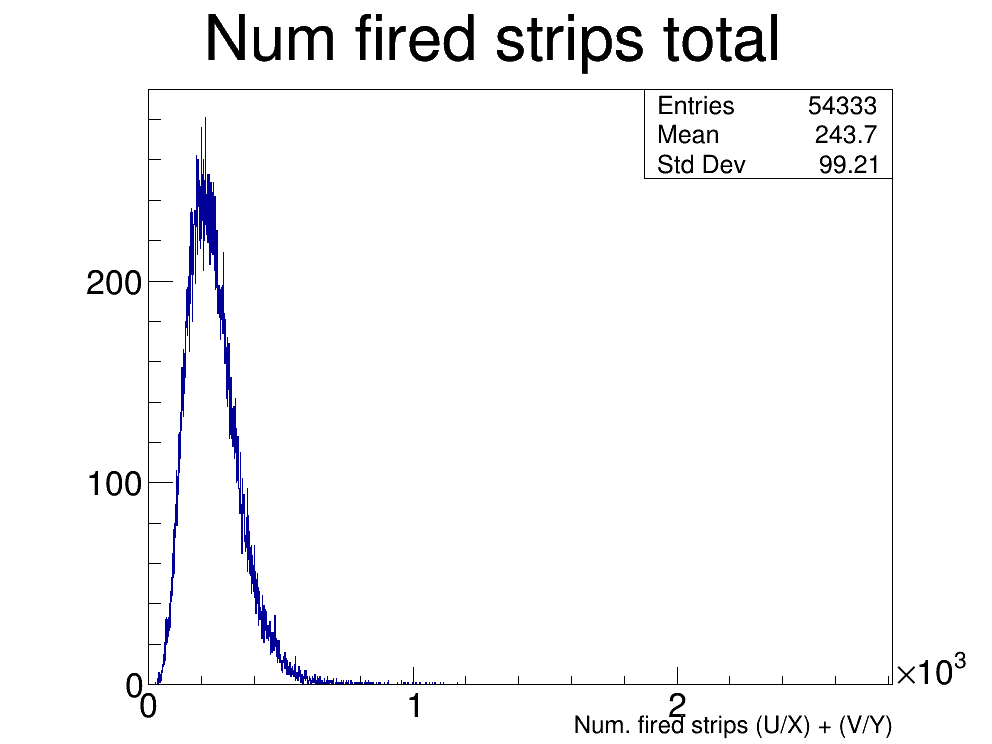 Num fired strips total
Entries 54333
Mean 243.7
Std Dev 99.21
200
100
0
0 1 2 ×10³
Num. fired strips (U/X) + (V/Y)